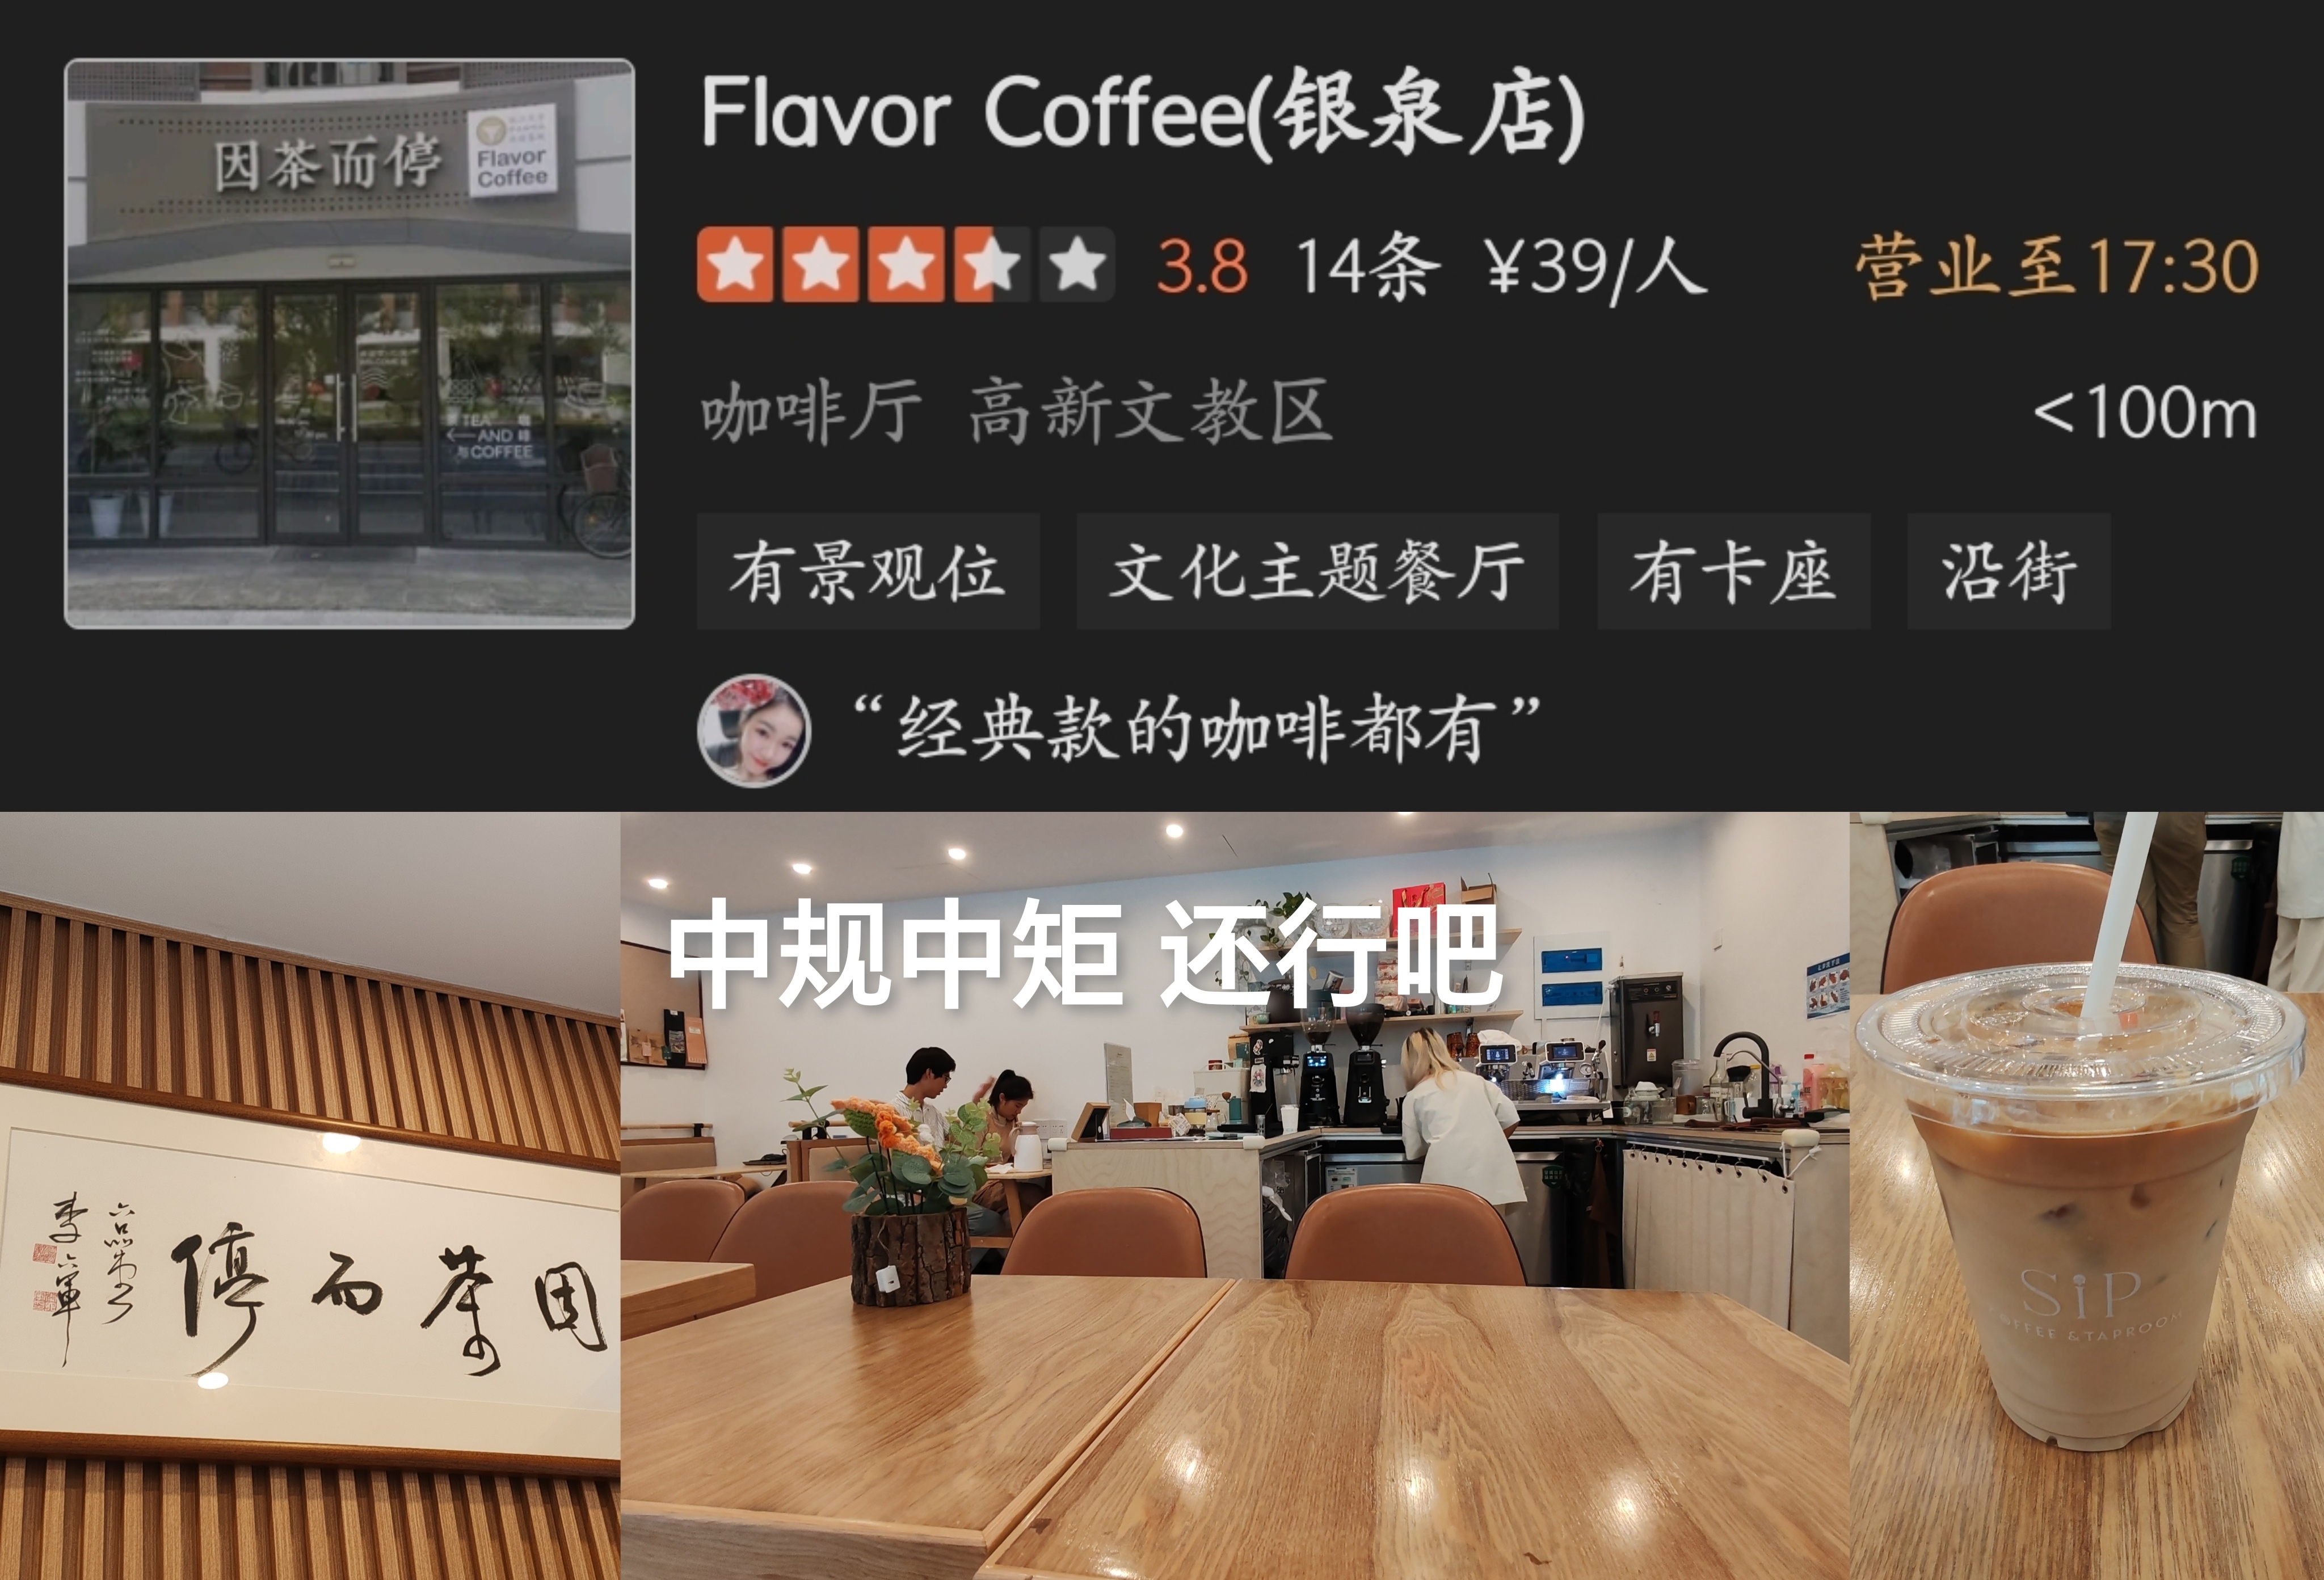 Flavor Coffee(银泉店)
3.8 14条 ¥39/人 营业至17:30
咖啡厅 高新文教区 <100m
有景观位 文化主题餐厅 有卡座 沿街
“经典款的咖啡都有”
因茶而停
Flavor
Coffee
TEA
AND
COFFEE
中规中矩 还行吧
因茶而停
SiP
COFFEE & TAPROOM